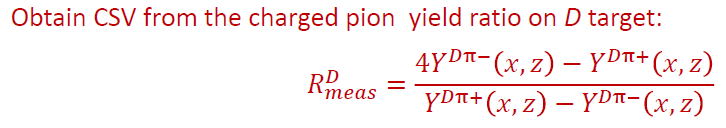 Obtain CSV from the charged pion yield ratio on D target:
R^D_meas = (4Y^{Dπ−}(x, z) − Y^{Dπ+}(x, z)) / (Y^{Dπ+}(x, z) − Y^{Dπ−}(x, z))